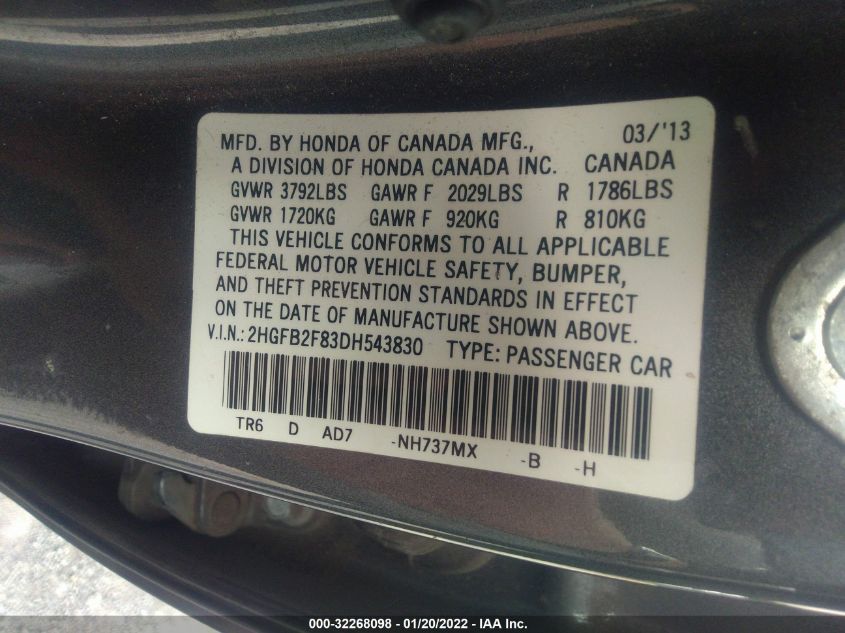 MFD. BY HONDA OF CANADA MFG., 03/'13
A DIVISION OF HONDA CANADA INC. CANADA
GVWR 3792LBS GAWR F 2029LBS R 1786LBS
GVWR 1720KG GAWR F 920KG R 810KG
THIS VEHICLE CONFORMS TO ALL APPLICABLE
FEDERAL MOTOR VEHICLE SAFETY, BUMPER,
AND THEFT PREVENTION STANDARDS IN EFFECT
ON THE DATE OF MANUFACTURE SHOWN ABOVE.
V.I.N.: 2HGFB2F83DH543830 TYPE: PASSENGER CAR
TR6 D AD7 -NH737MX -B -H
000-32268098 - 01/20/2022 - IAA Inc.